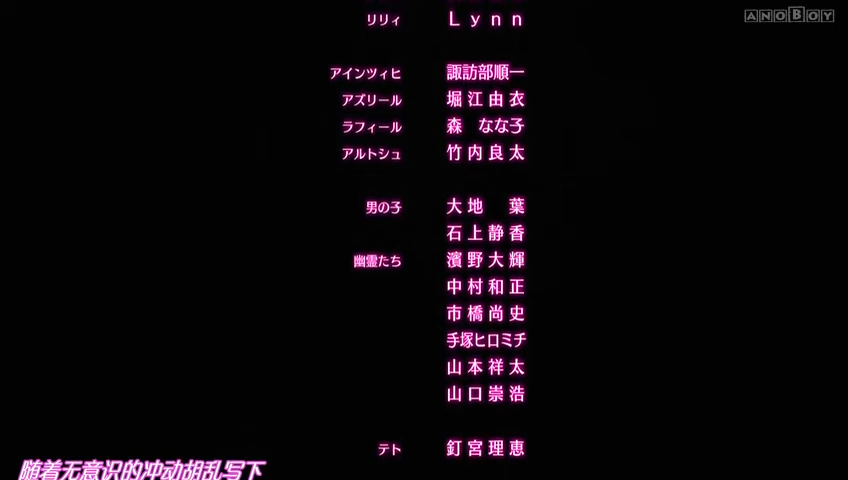 リリィ Lynn
ANOBOY
アインツィヒ 諏訪部順一
アズリール 堀江由衣
ラフィール 森 なな子
アルトシュ 竹内良太
男の子 大地 葉
石上静香
幽霊たち 濱野大輝
中村和正
市橋尚史
手塚ヒロミチ
山本祥太
山口崇浩
テト 釘宮理恵
随着无意识的冲动胡乱写下